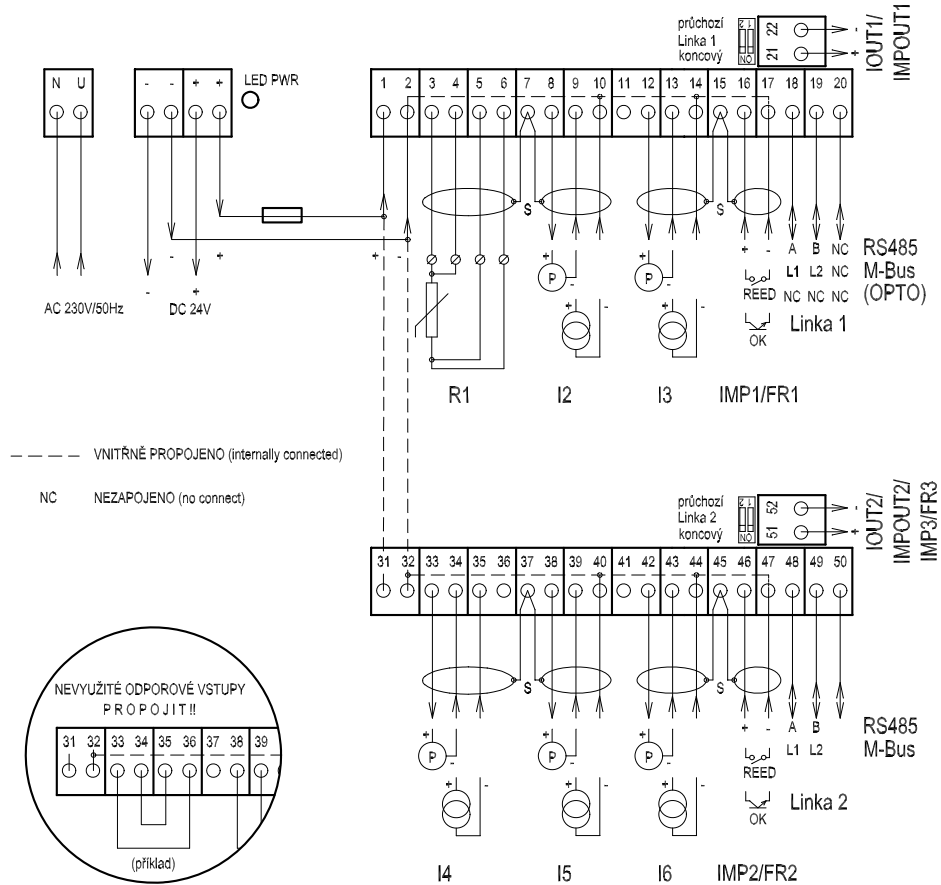 průchozí
Linka 1
koncový
1 2
NO
22
21
-
+
IOUT1/
IMPOUT1
N U
- - + +
LED PWR
1 2 3 4 5 6 7 8 9 10 11 12 13 14 15 16 17 18 19 20
S S
- +
+ -
+ - A B NC
RS485
L1 L2 NC
M-Bus
NC NC NC
(OPTO)
REED
P P
+ - + -
+ +
OK
Linka 1
AC 230V/50Hz
- +
DC 24V
R1 I2 I3 IMP1/FR1
VNITŘNĚ PROPOJENO (internally connected)
NC NEZAPOJENO (no connect)
průchozí
Linka 2
koncový
1 2
NO
52
51
-
+
IOUT2/
IMPOUT2/
IMP3/FR3
31 32 33 34 35 36 37 38 39 40 41 42 43 44 45 46 47 48 49 50
S S S
+ - A B
RS485
L1 L2
M-Bus
REED
+ + +
P P P
+ - + - + -
OK
Linka 2
I4 I5 I6 IMP2/FR2
NEVYUŽITÉ ODPOROVÉ VSTUPY
PROPOJIT!!
31 32 33 34 35 36 37 38 39
(příklad)